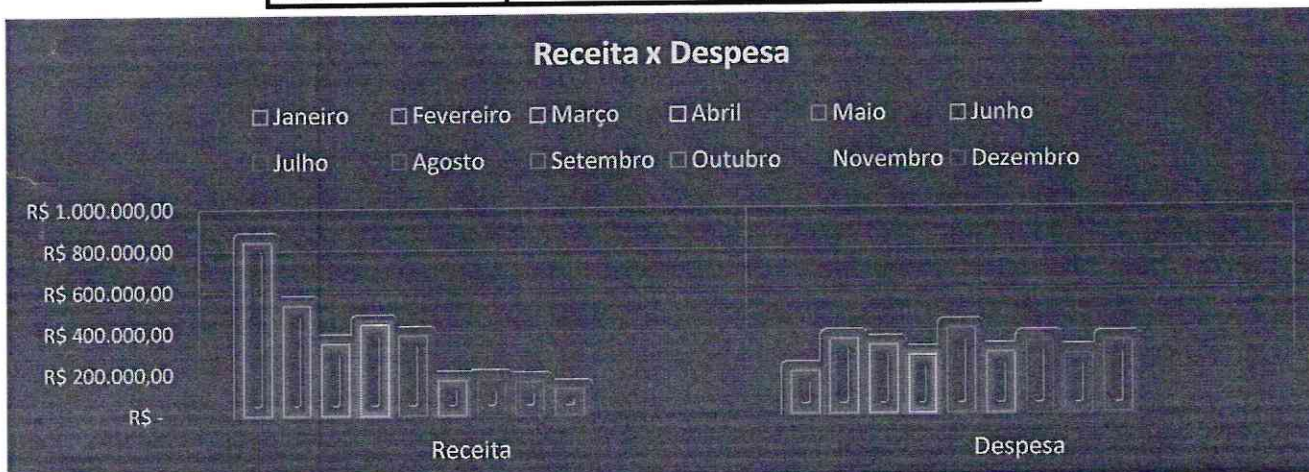 Receita x Despesa
Janeiro Fevereiro Março Abril Maio Junho
Julho Agosto Setembro Outubro Novembro Dezembro
R$ 1.000.000,00
R$ 800.000,00
R$ 600.000,00
R$ 400.000,00
R$ 200.000,00
R$ -
Receita Despesa